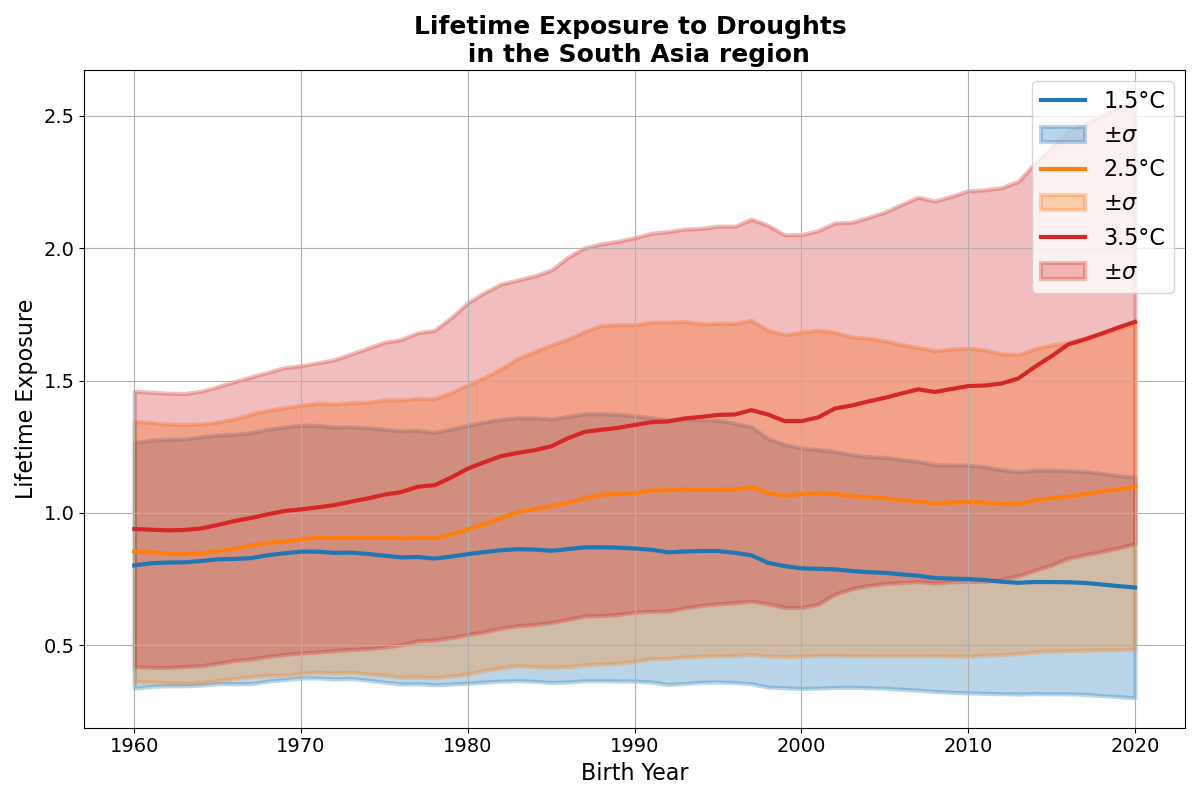 Lifetime Exposure to Droughts
in the South Asia region
2.5
2.0
1.5
1.0
0.5
Lifetime Exposure
1960 1970 1980 1990 2000 2010 2020
Birth Year
1.5°C
±σ
2.5°C
±σ
3.5°C
±σ